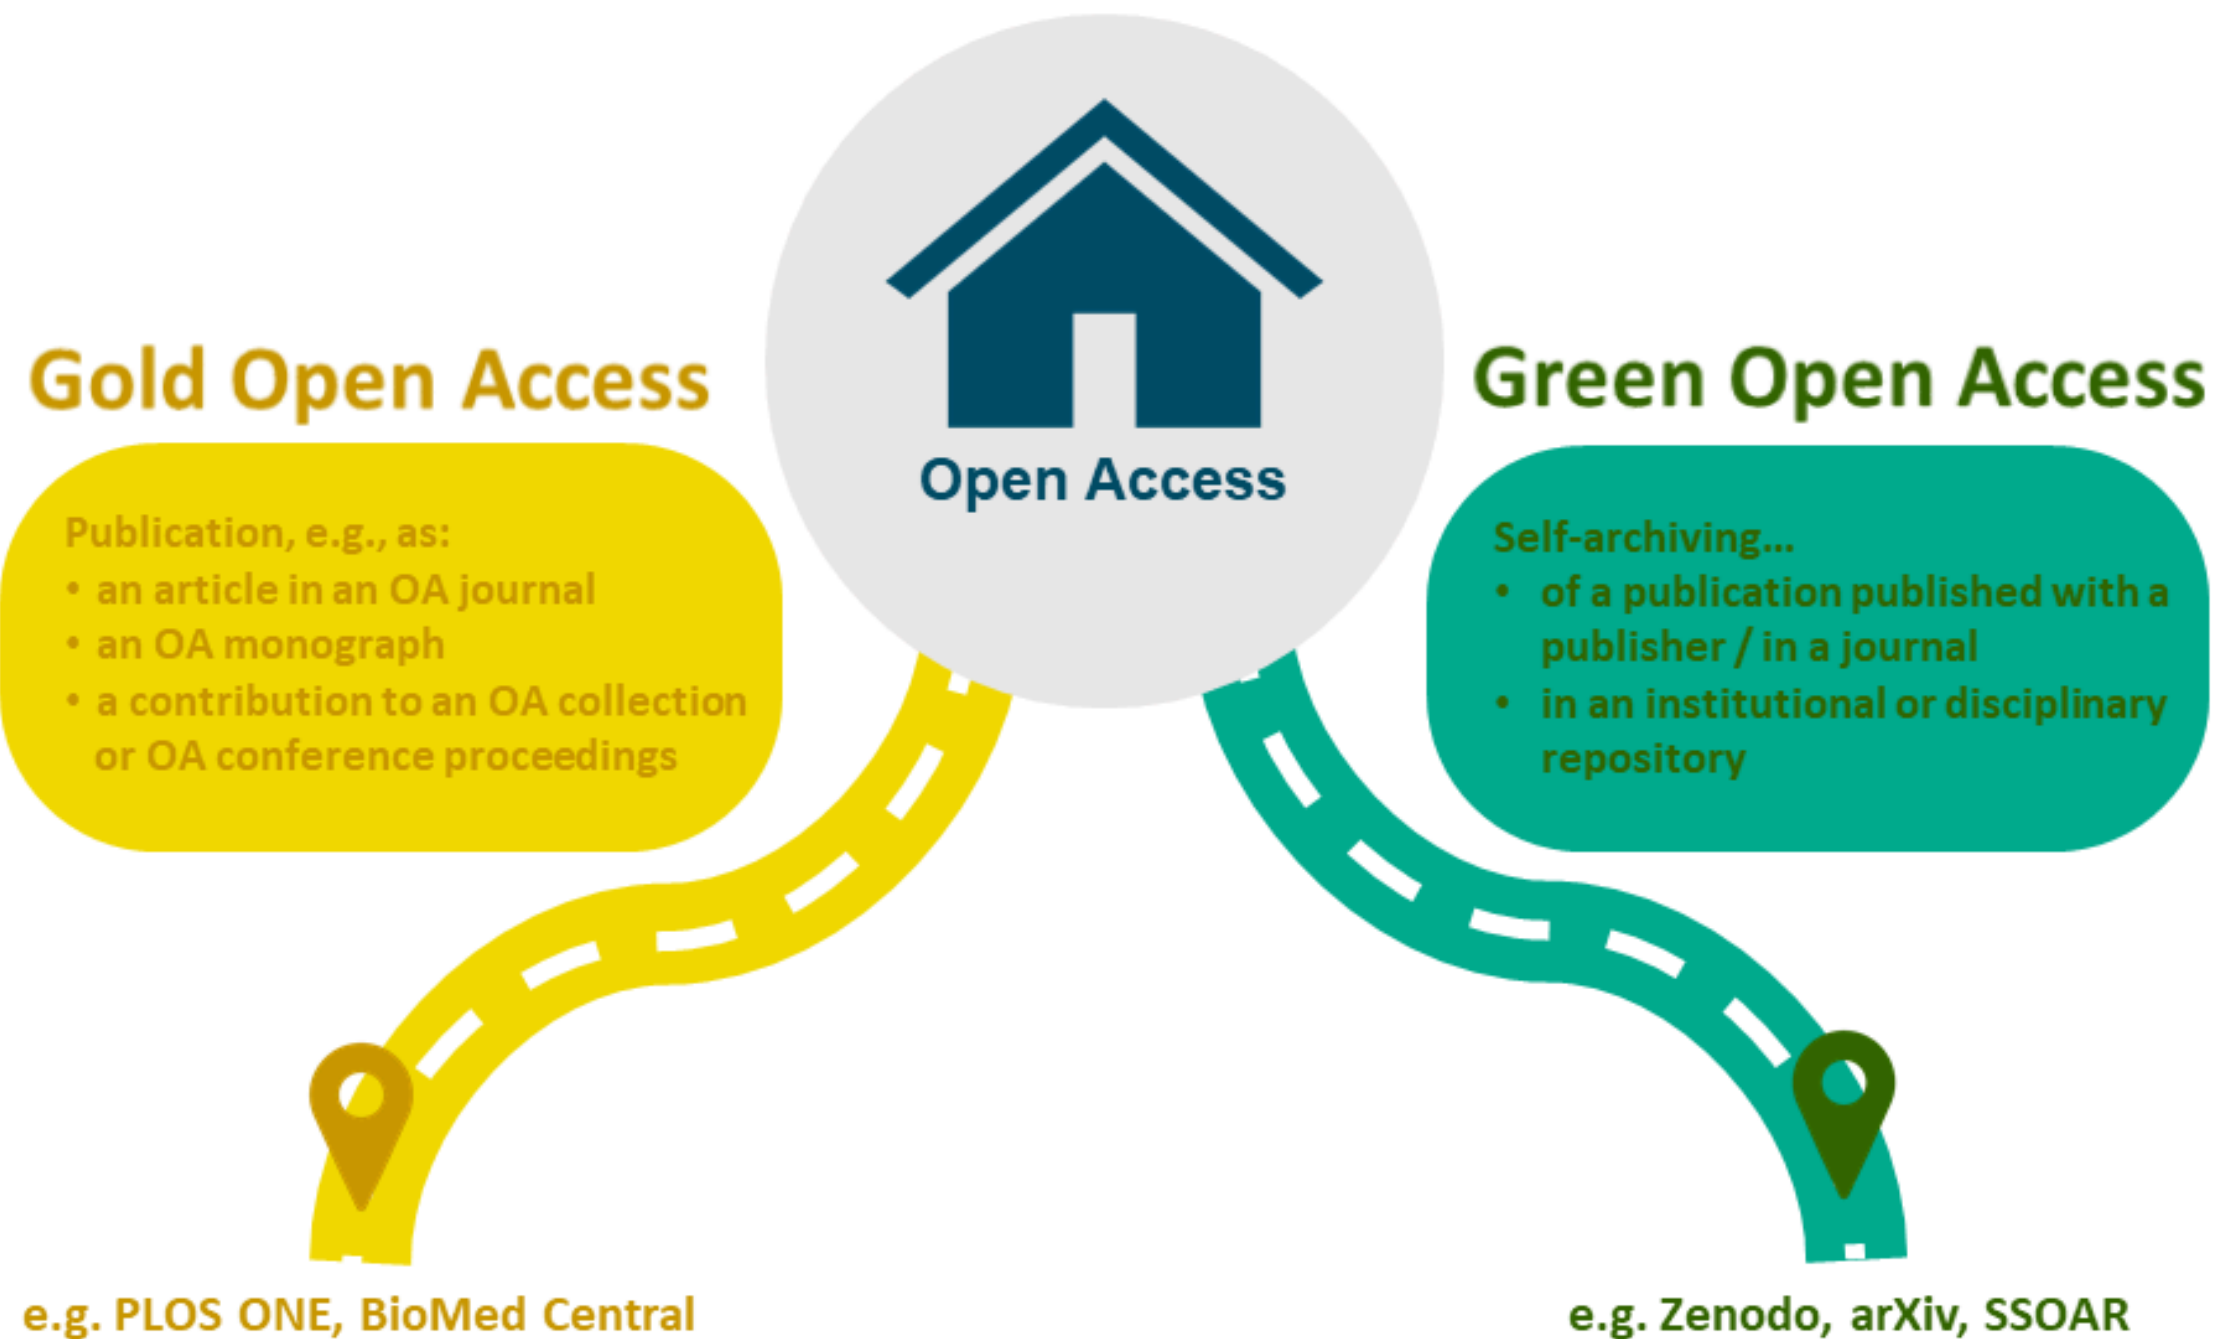 Open Access
Gold Open Access
Publication, e.g., as:
• an article in an OA journal
• an OA monograph
• a contribution to an OA collection
or OA conference proceedings
e.g. PLOS ONE, BioMed Central
Green Open Access
Self-archiving...
• of a publication published with a
publisher / in a journal
• in an institutional or disciplinary
repository
e.g. Zenodo, arXiv, SSOAR